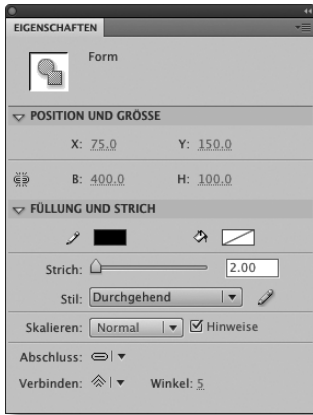 EIGENSCHAFTEN
Form
POSITION UND GRÖSSE
X: 75.0 Y: 150.0
B: 400.0 H: 100.0
FÜLLUNG UND STRICH
Strich: 2.00
Stil: Durchgehend
Skalieren: Normal Hinweise
Abschluss:
Verbinden: Winkel: 5